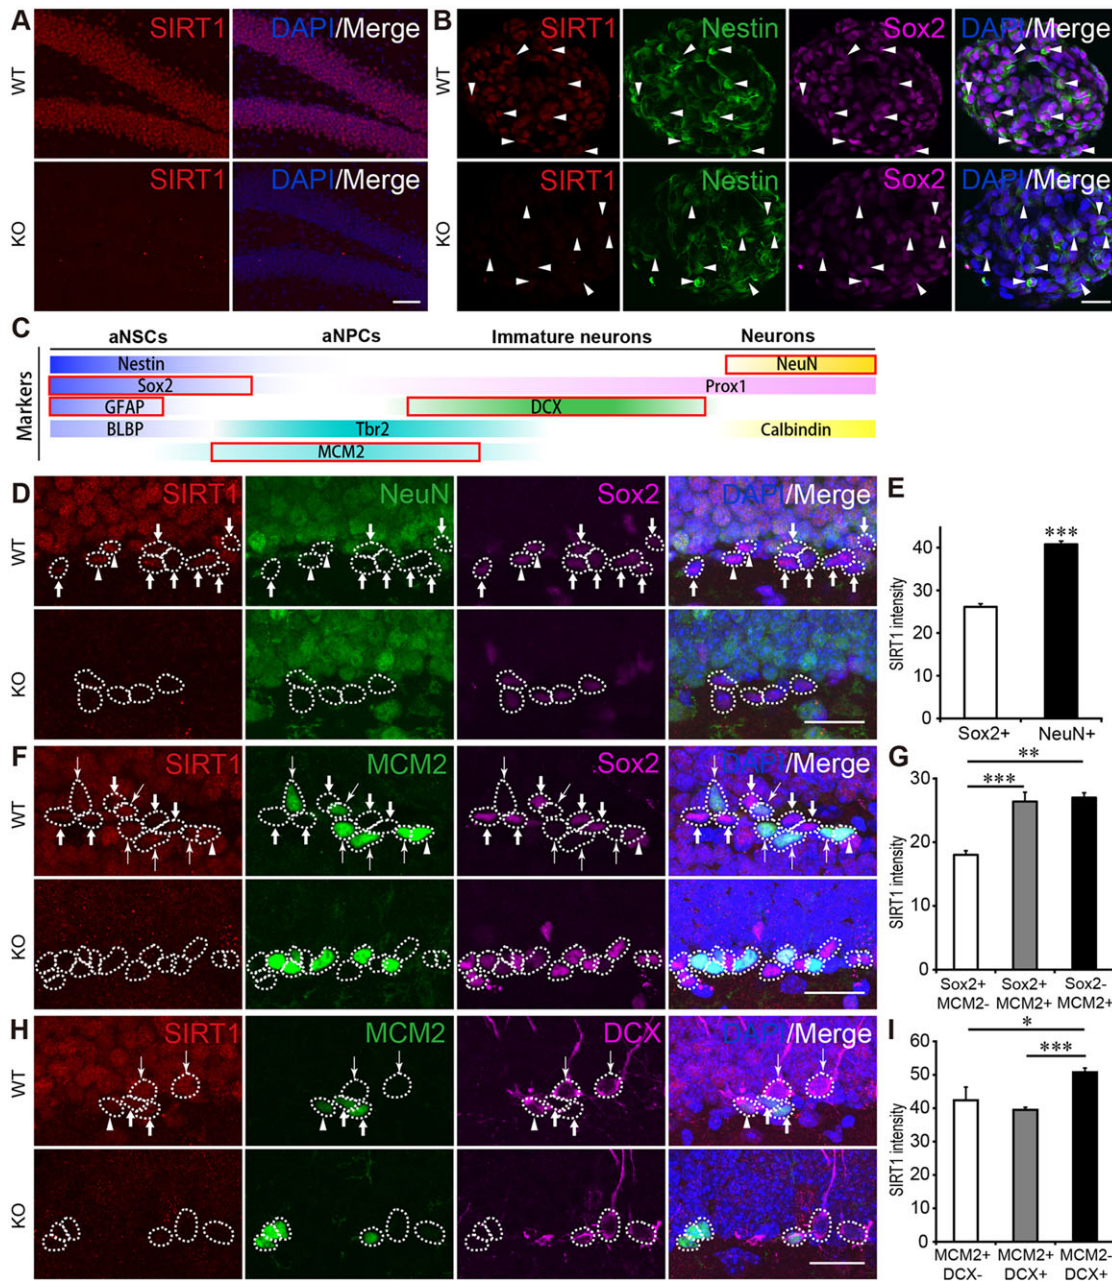 A
SIRT1
DAPI/Merge
B
SIRT1
Nestin
Sox2
DAPI/Merge
WT
WT
SIRT1
DAPI/Merge
SIRT1
Nestin
Sox2
DAPI/Merge
KO
KO
C
aNSCs
aNPCs
Immature neurons
Neurons
Markers
Nestin
NeuN
Sox2
Prox1
GFAP
DCX
BLBP
Tbr2
Calbindin
MCM2
D
SIRT1
NeuN
Sox2
DAPI/Merge
WT
KO
E
SIRT1 intensity
40
30
20
10
0
***
Sox2+
NeuN+
F
SIRT1
MCM2
Sox2
DAPI/Merge
WT
KO
G
SIRT1 intensity
30
20
10
0
**
***
Sox2+
MCM2-
Sox2+
MCM2+
Sox2-
MCM2+
H
SIRT1
MCM2
DCX
DAPI/Merge
WT
KO
I
SIRT1 intensity
60
50
40
30
20
10
0
*
***
MCM2+
DCX-
MCM2+
DCX+
MCM2-
DCX+